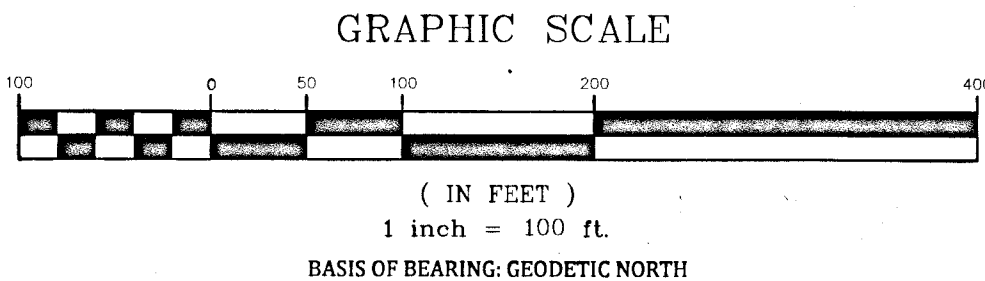 GRAPHIC SCALE
100 0 50 100 200 400
( IN FEET )
1 inch = 100 ft.
BASIS OF BEARING: GEODETIC NORTH